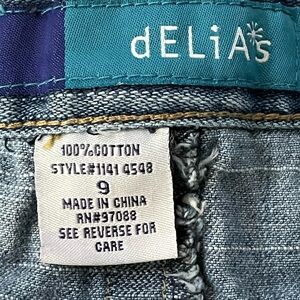 dELiA*s
100%COTTON
STYLE#1141 4548
9
MADE IN CHINA
RN#97088
SEE REVERSE FOR
CARE